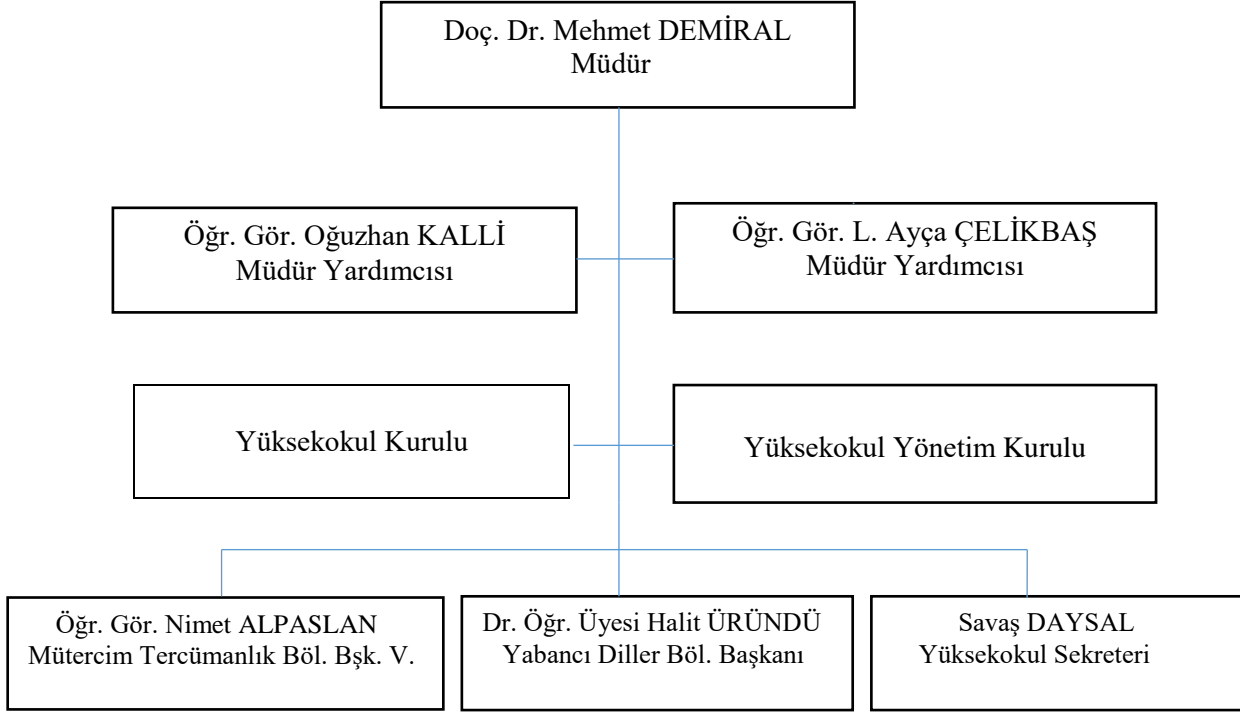 Doç. Dr. Mehmet DEMİRAL
Müdür
Öğr. Gör. Oğuzhan KALLİ
Müdür Yardımcısı
Öğr. Gör. L. Ayça ÇELİKBAŞ
Müdür Yardımcısı
Yüksekokul Kurulu
Yüksekokul Yönetim Kurulu
Öğr. Gör. Nimet ALPASLAN
Mütercim Tercümanlık Böl. Bşk. V.
Dr. Öğr. Üyesi Halit ÜRÜNDÜ
Yabancı Diller Böl. Başkanı
Savaş DAYSAL
Yüksekokul Sekreteri